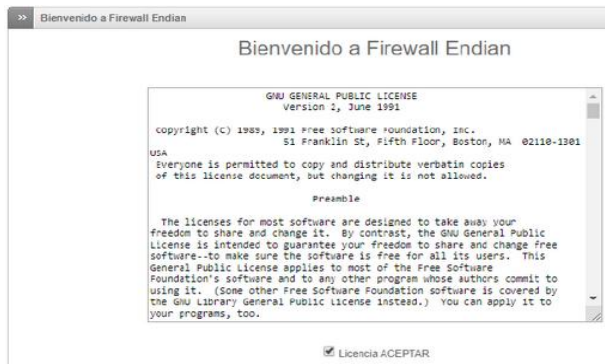 » Bienvenido a Firewall Endian
Bienvenido a Firewall Endian
GNU GENERAL PUBLIC LICENSE
Version 2, June 1991
Copyright (C) 1989, 1991 Free Software Foundation, Inc.
51 Franklin St, Fifth Floor, Boston, MA 02110-1301
USA
Everyone is permitted to copy and distribute verbatim copies
of this license document, but changing it is not allowed.
Preamble
The licenses for most software are designed to take away your
freedom to share and change it. By contrast, the GNU General Public
License is intended to guarantee your freedom to share and change free
software--to make sure the software is free for all its users. This
General Public License applies to most of the Free Software
Foundation's software and to any other program whose authors commit to
using it. (Some other Free Software Foundation software is covered by
the GNU Library General Public License instead.) You can apply it to
your programs, too.
Licencia ACEPTAR